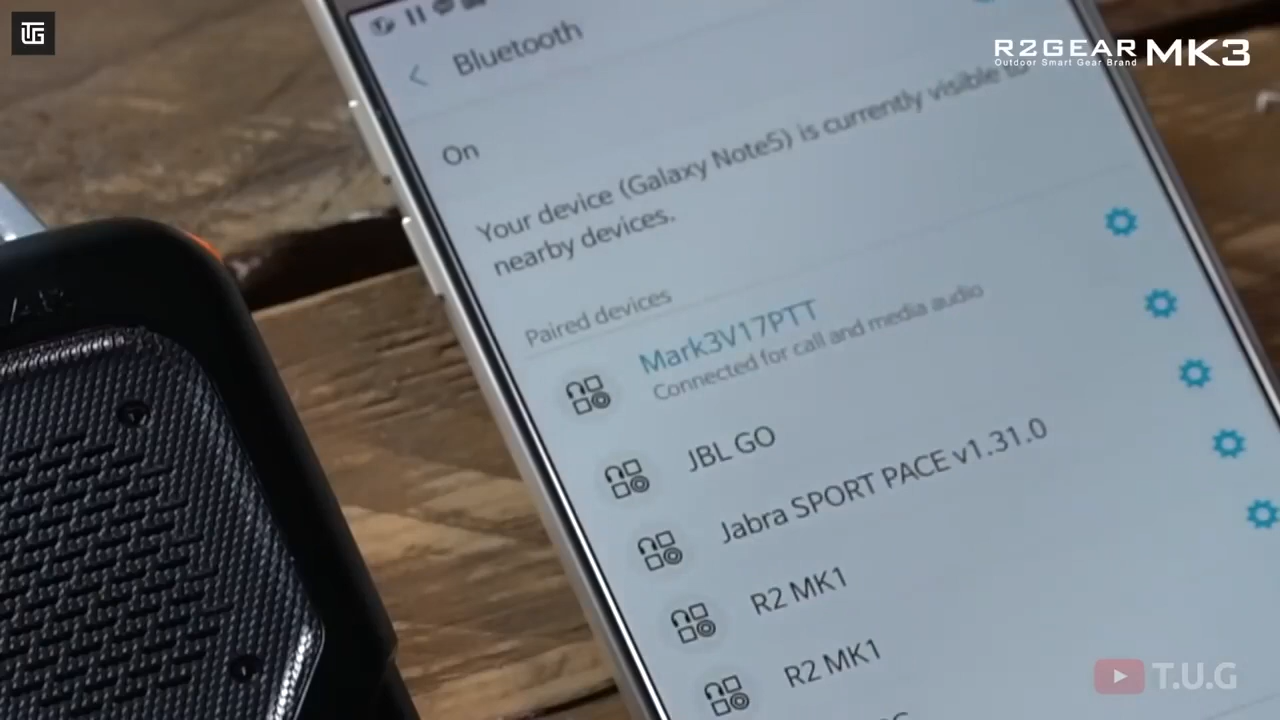 TUG
R2GEAR MK3
Outdoor Smart Gear Brand
Bluetooth
On
Your device (Galaxy Note5) is currently visible to
nearby devices.
Paired devices
Mark3V17PTT
Connected for call and media audio
JBL GO
Jabra SPORT PACE v1.31.0
R2 MK1
R2 MK1
T.U.G